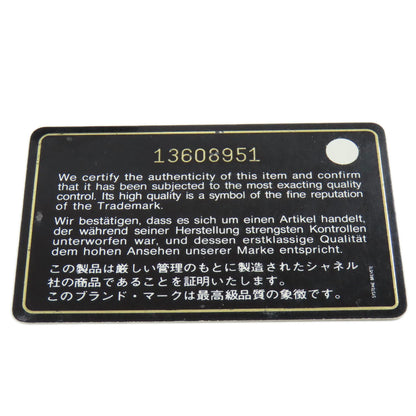 13608951
We certify the authenticity of this item and confirm
that it has been subjected to the most exacting quality
control. Its high quality is a symbol of the fine reputation
of the Trademark.
Wir bestätigen, dass es sich um einen Artikel handelt,
der während seiner Herstellung strengsten Kontrollen
unterworfen war, und dessen erstklassige Qualität
dem hohen Ansehen unserer Marke entspricht.
この製品は厳しい管理のもとに製造されたシャネル
社の商品であることを証明いたします。
このブランド・マークは最高級品質の象徴です。